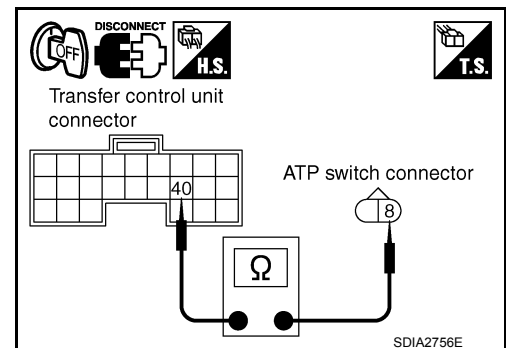 OFF
DISCONNECT
H.S.
T.S.
Transfer control unit
connector
40
ATP switch connector
8
Ω
SDIA2756E